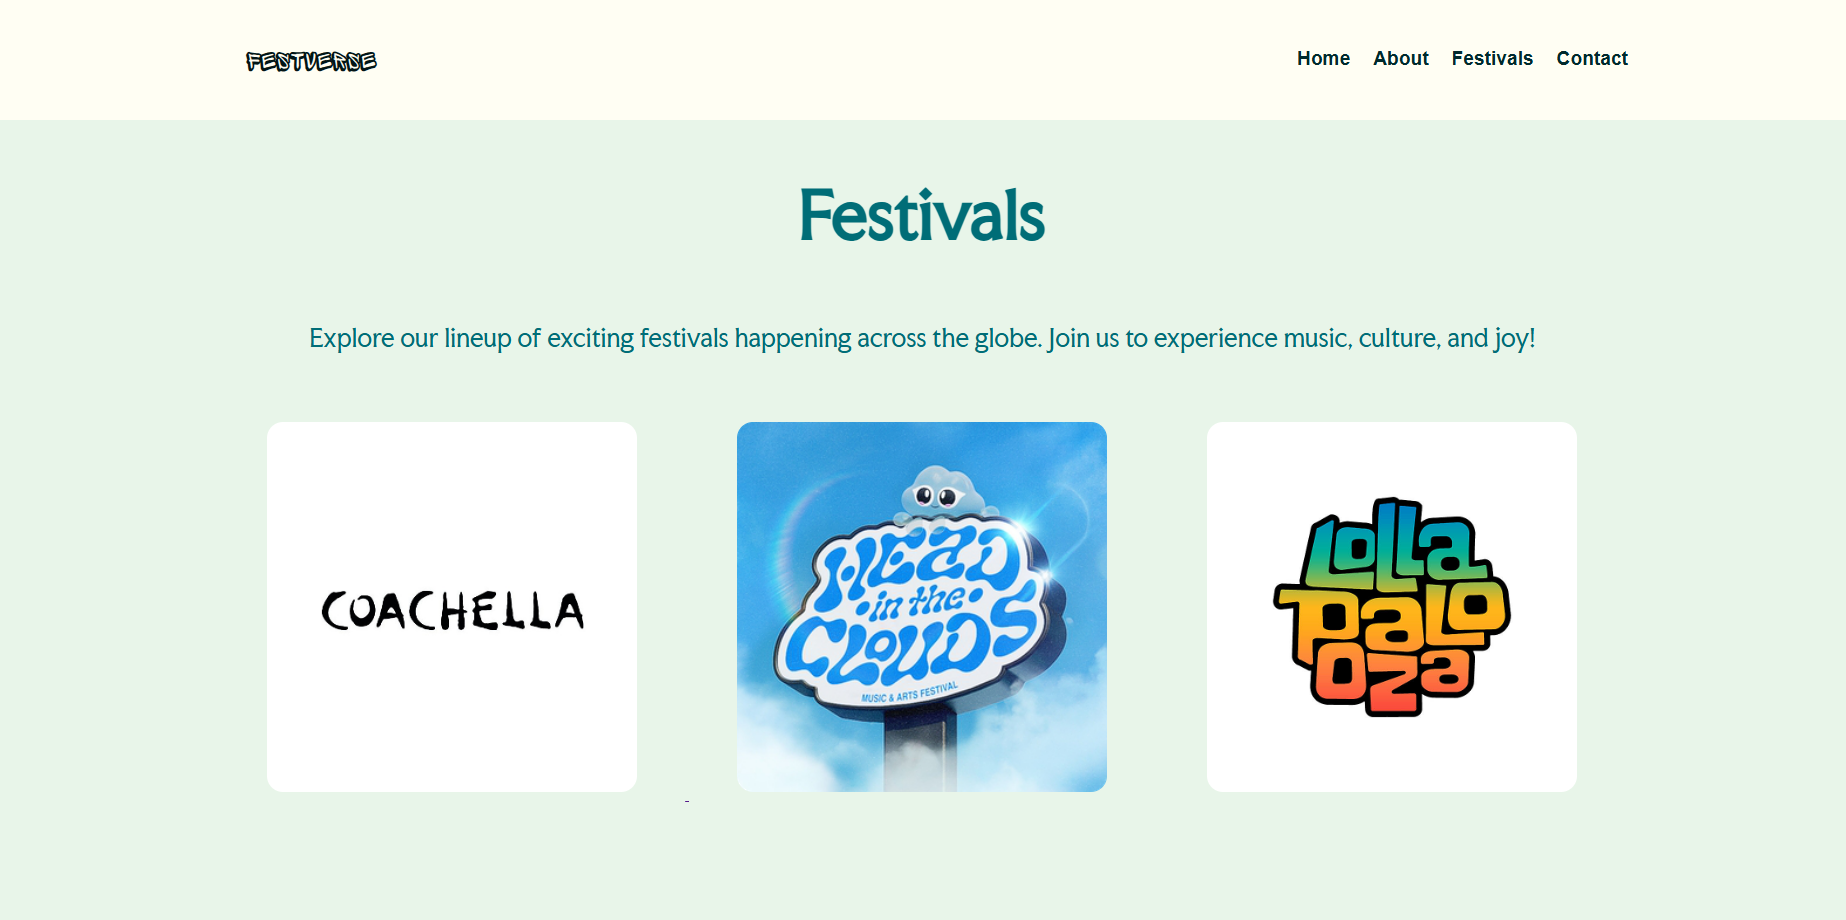 FESTVERSE
Home About Festivals Contact
Festivals
Explore our lineup of exciting festivals happening across the globe. Join us to experience music, culture, and joy!
COACHELLA
HEAD
in the
CLOUDS
MUSIC & ARTS FESTIVAL
Lolla
Palo
oza
-